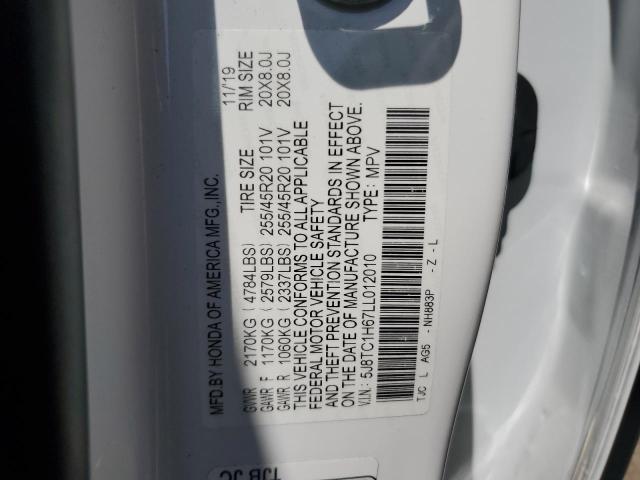 MFD.BY HONDA OF AMERICA MFG.,INC. 11/19
TIRE SIZE RIM SIZE
GVWR 2170KG (4784LBS)
GAWR F 1170KG (2579LBS) 255/45R20 101V 20X8.0J
GAWR R 1060KG (2337LBS) 255/45R20 101V 20X8.0J
THIS VEHICLE CONFORMS TO ALL APPLICABLE
FEDERAL MOTOR VEHICLE SAFETY
AND THEFT PREVENTION STANDARDS IN EFFECT
ON THE DATE OF MANUFACTURE SHOWN ABOVE.
V.I.N.: 5J8TC1H67LL012010 TYPE: MPV
TJC L AG5 - NH883P - Z - L
TJB JC